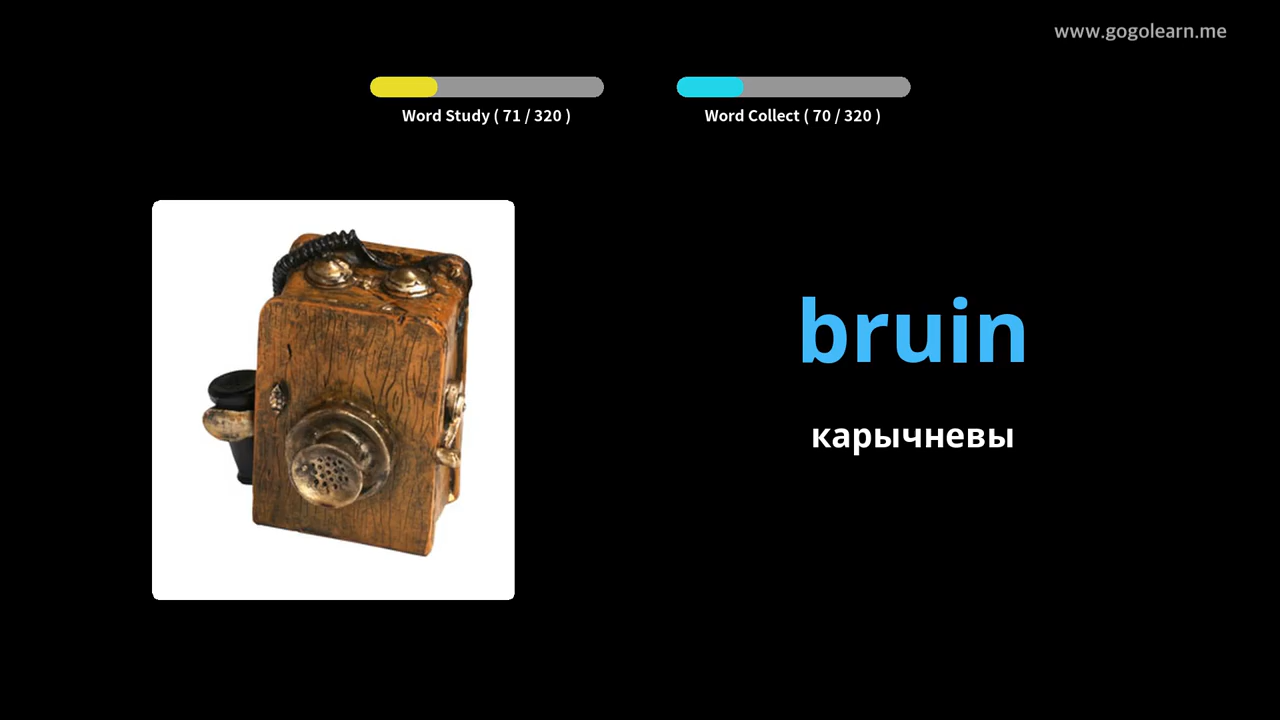 www.gogolearn.me
Word Study ( 71 / 320 )
Word Collect ( 70 / 320 )
bruin
карычневы